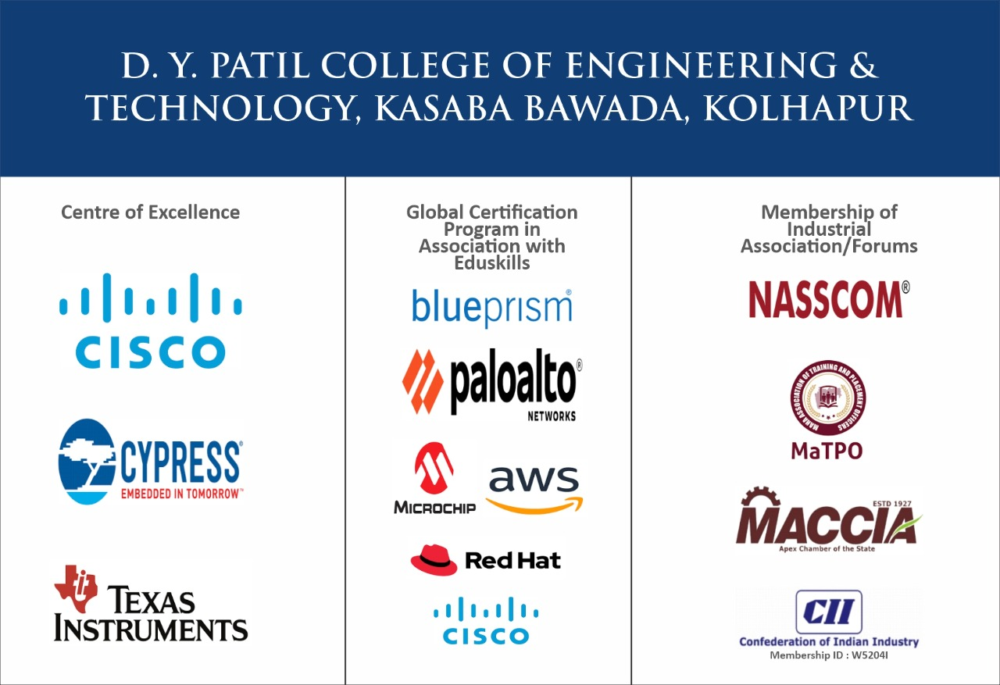 D. Y. PATIL COLLEGE OF ENGINEERING &
TECHNOLOGY, KASABA BAWADA, KOLHAPUR
Centre of Excellence
CISCO
CYPRESS®
EMBEDDED IN TOMORROW™
TEXAS
INSTRUMENTS
Global Certification
Program in
Association with
Eduskills
blueprism®
paloalto®
NETWORKS
MICROCHIP
aws
Red Hat
CISCO
Membership of
Industrial
Association/Forums
NASSCOM®
MAHA ASSOCIATION OF TRAINING AND PLACEMENT OFFICERS
MaTPO
ESTD 1927
MACCIA
Apex Chamber of the State
CII
Confederation of Indian Industry
Membership ID : W5204I